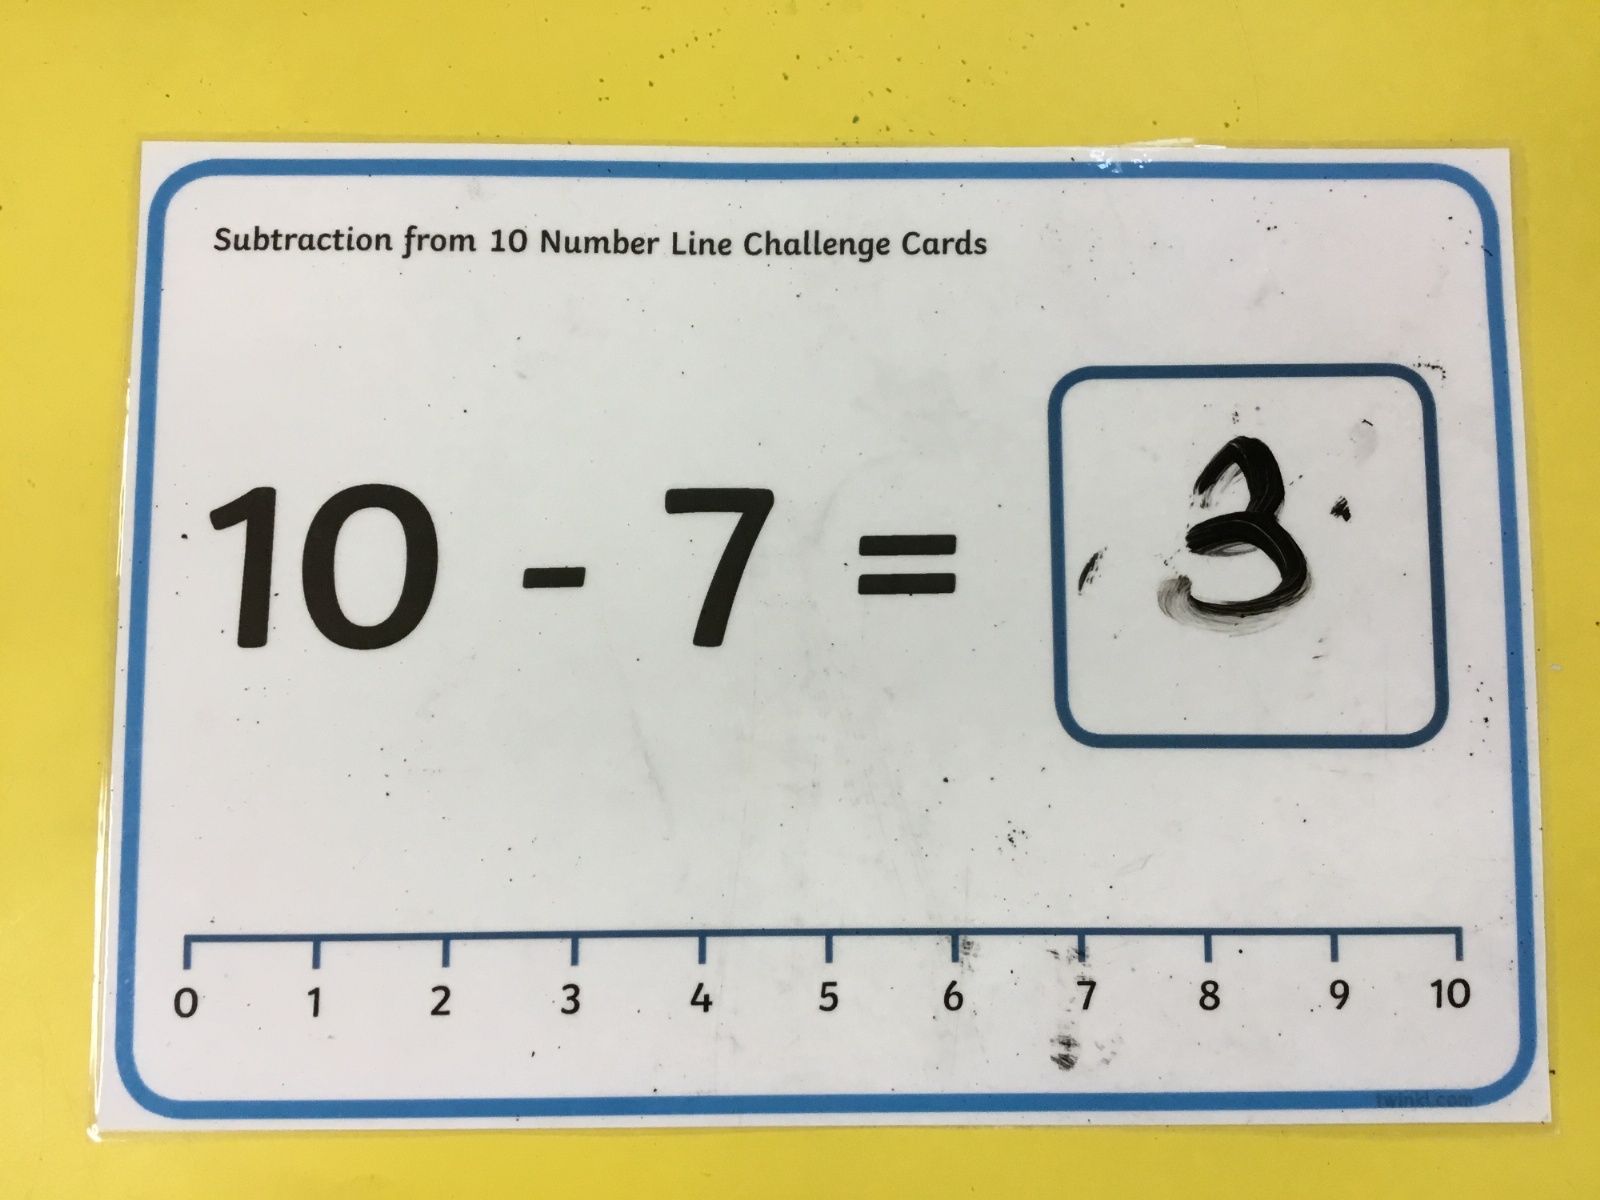 Subtraction from 10 Number Line Challenge Cards
10 - 7 = 3
0 1 2 3 4 5 6 7 8 9 10
twinkl.com